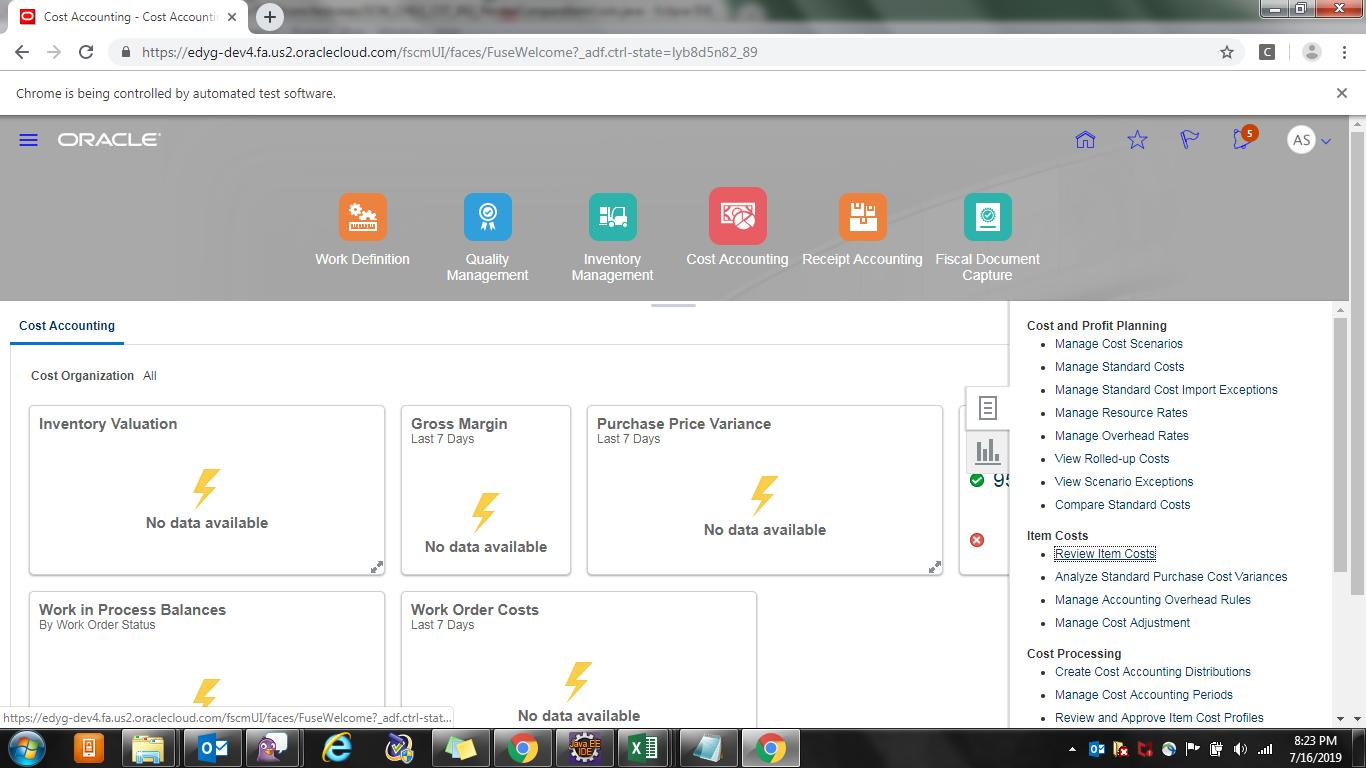 Cost Accounting - Cost Accountin
https://edyg-dev4.fa.us2.oraclecloud.com/fscmUI/faces/FuseWelcome?_adf.ctrl-state=lyb8d5n82_89
C
Chrome is being controlled by automated test software.
ORACLE
5
AS
Work Definition
Quality
Management
Inventory
Management
Cost Accounting
Receipt Accounting
Fiscal Document
Capture
Cost Accounting
Cost Organization All
Inventory Valuation
No data available
Gross Margin
Last 7 Days
No data available
Purchase Price Variance
Last 7 Days
No data available
Work in Process Balances
By Work Order Status
Work Order Costs
Last 7 Days
No data available
Cost and Profit Planning
Manage Cost Scenarios
Manage Standard Costs
Manage Standard Cost Import Exceptions
Manage Resource Rates
Manage Overhead Rates
View Rolled-up Costs
View Scenario Exceptions
Compare Standard Costs
Item Costs
Review Item Costs
Analyze Standard Purchase Cost Variances
Manage Accounting Overhead Rules
Manage Cost Adjustment
Cost Processing
Create Cost Accounting Distributions
Manage Cost Accounting Periods
Review and Approve Item Cost Profiles
https://edyg-dev4.fa.us2.oraclecloud.com/fscmUI/faces/FuseWelcome?_adf.ctrl-stat...
Java EE
IDE
8:23 PM
7/16/2019